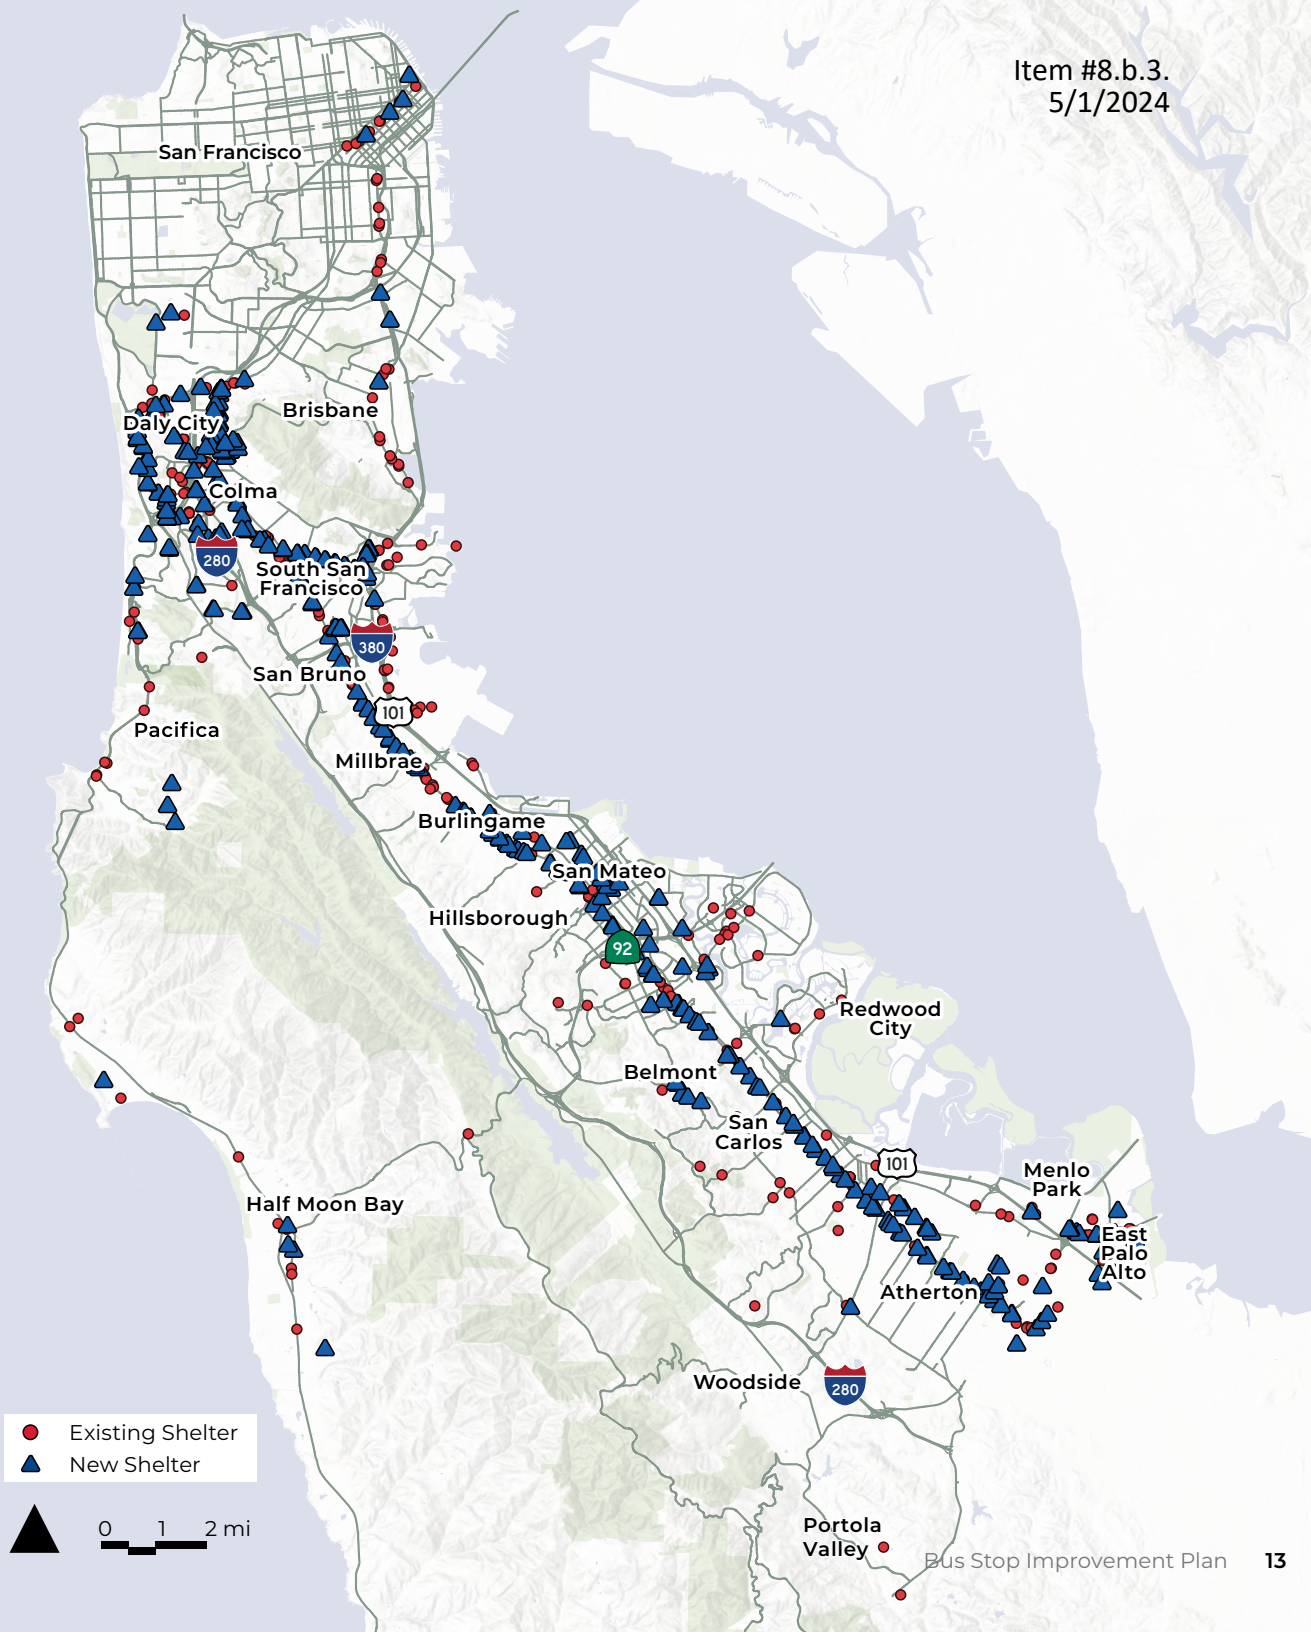 Item #8.b.3.
5/1/2024
San Francisco
Brisbane
Daly City
Colma
280
South San
Francisco
380
San Bruno
101
Pacifica
Millbrae
Burlingame
San Mateo
Hillsborough
92
Redwood
City
Belmont
San
Carlos
101
Menlo
Park
Half Moon Bay
East
Palo
Alto
Atherton
Woodside
280
Existing Shelter
New Shelter
0 1 2 mi
Portola
Valley
Bus Stop Improvement Plan 13